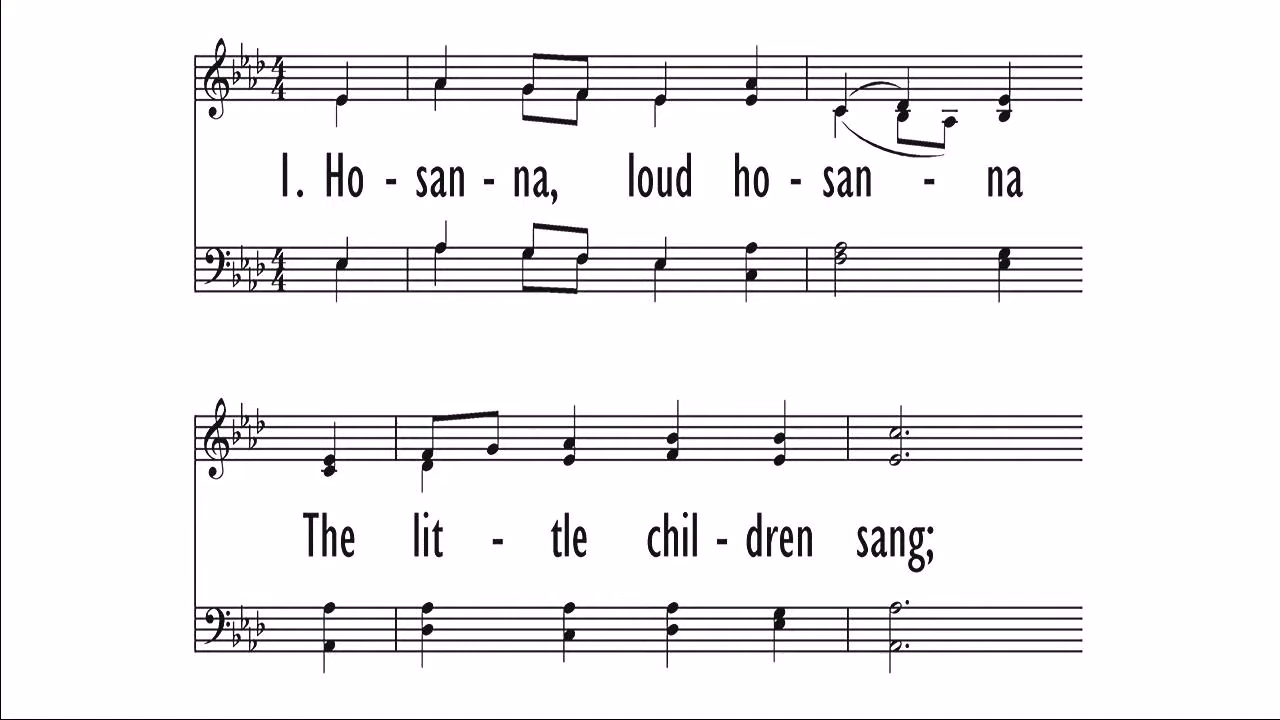 1. Ho - san - na, loud ho - san - na
The lit - tle chil - dren sang;